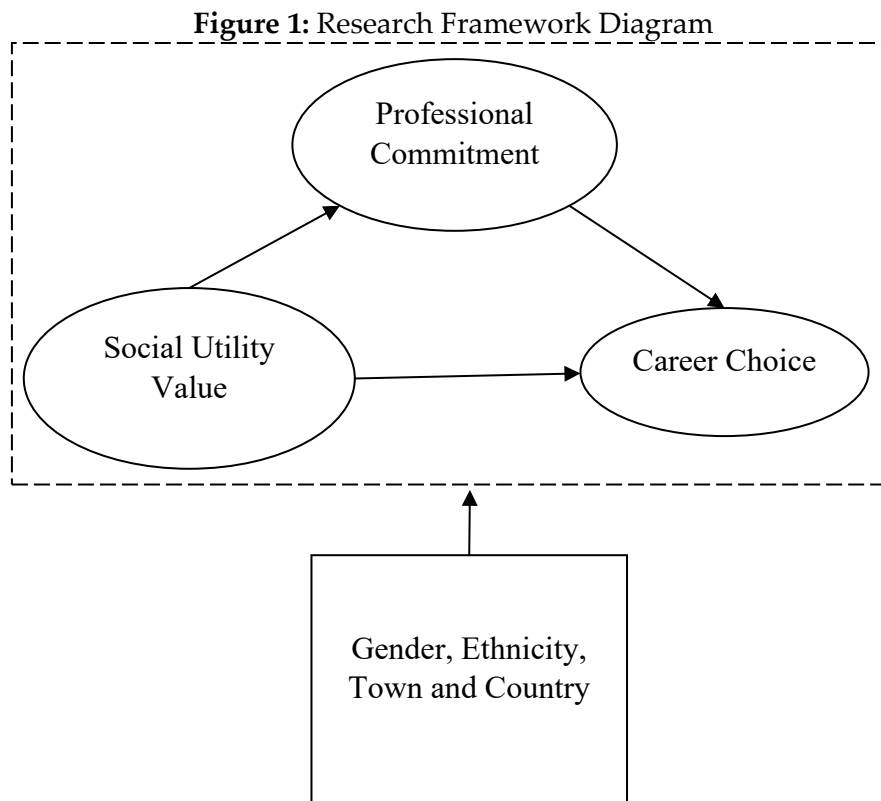 Figure 1: Research Framework Diagram
Professional
Commitment
Social Utility
Value
Career Choice
Gender, Ethnicity,
Town and Country